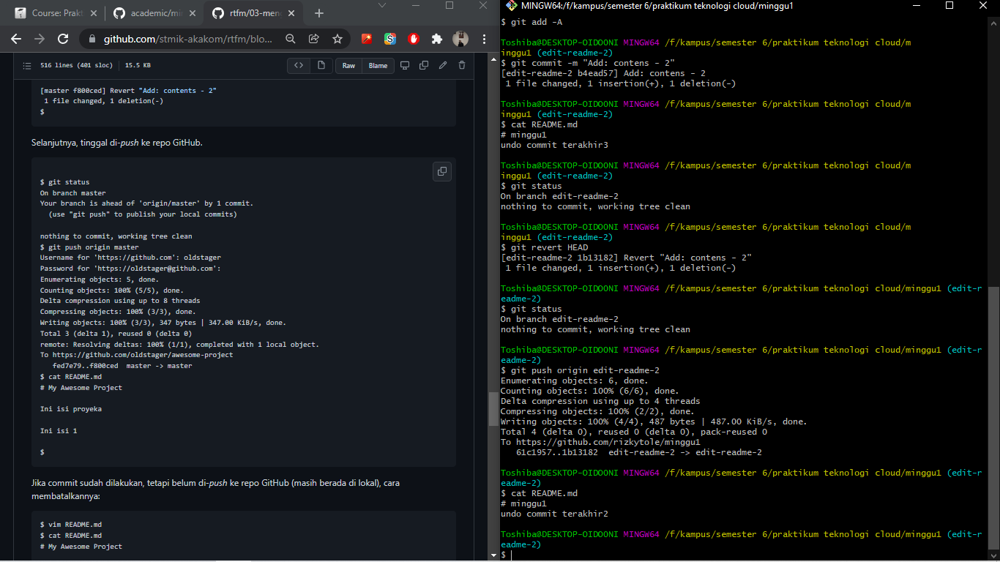 Course: Prakt
academic/mi
rtfm/03-men
github.com/stmik-akakom/rtfm/blo...
516 lines (401 sloc)
15.5 KB
Raw
Blame
[master f800ced] Revert "Add: contents - 2"
1 file changed, 1 deletion(-)
$
Selanjutnya, tinggal di-push ke repo GitHub.
$ git status
On branch master
Your branch is ahead of 'origin/master' by 1 commit.
(use "git push" to publish your local commits)
nothing to commit, working tree clean
$ git push origin master
Username for 'https://github.com': oldstager
Password for 'https://oldstager@github.com':
Enumerating objects: 5, done.
Counting objects: 100% (5/5), done.
Delta compression using up to 8 threads
Compressing objects: 100% (3/3), done.
Writing objects: 100% (3/3), 347 bytes | 347.00 KiB/s, done.
Total 3 (delta 1), reused 0 (delta 0)
remote: Resolving deltas: 100% (1/1), completed with 1 local object.
To https://github.com/oldstager/awesome-project
fed7e79..f800ced  master -> master
$ cat README.md
# My Awesome Project
Ini isi proyeka
Ini isi 1
$
Jika commit sudah dilakukan, tetapi belum di-push ke repo GitHub (masih berada di lokal), cara
membatalkannya:
$ vim README.md
$ cat README.md
# My Awesome Project
MINGW64:/f/kampus/semester 6/praktikum teknologi cloud/minggu1
$ git add -A
Toshiba@DESKTOP-OIDOONI MINGW64 /f/kampus/semester 6/praktikum teknologi cloud/m
inggu1 (edit-readme-2)
$ git commit -m "Add: contens - 2"
[edit-readme-2 b4ead57] Add: contens - 2
1 file changed, 1 insertion(+), 1 deletion(-)
Toshiba@DESKTOP-OIDOONI MINGW64 /f/kampus/semester 6/praktikum teknologi cloud/m
inggu1 (edit-readme-2)
$ cat README.md
# minggu1
undo commit terakhir3
Toshiba@DESKTOP-OIDOONI MINGW64 /f/kampus/semester 6/praktikum teknologi cloud/m
inggu1 (edit-readme-2)
$ git status
On branch edit-readme-2
nothing to commit, working tree clean
Toshiba@DESKTOP-OIDOONI MINGW64 /f/kampus/semester 6/praktikum teknologi cloud/m
inggu1 (edit-readme-2)
$ git revert HEAD
[edit-readme-2 1b13182] Revert "Add: contens - 2"
1 file changed, 1 insertion(+), 1 deletion(-)
Toshiba@DESKTOP-OIDOONI MINGW64 /f/kampus/semester 6/praktikum teknologi cloud/minggu1 (edit-r
eadme-2)
$ git status
On branch edit-readme-2
nothing to commit, working tree clean
Toshiba@DESKTOP-OIDOONI MINGW64 /f/kampus/semester 6/praktikum teknologi cloud/minggu1 (edit-r
eadme-2)
$ git push origin edit-readme-2
Enumerating objects: 6, done.
Counting objects: 100% (6/6), done.
Delta compression using up to 4 threads
Compressing objects: 100% (2/2), done.
Writing objects: 100% (4/4), 487 bytes | 487.00 KiB/s, done.
Total 4 (delta 0), reused 0 (delta 0), pack-reused 0
To https://github.com/rizkytole/minggu1
61c1957..1b13182  edit-readme-2 -> edit-readme-2
Toshiba@DESKTOP-OIDOONI MINGW64 /f/kampus/semester 6/praktikum teknologi cloud/minggu1 (edit-r
eadme-2)
$ cat README.md
# minggu1
undo commit terakhir2
Toshiba@DESKTOP-OIDOONI MINGW64 /f/kampus/semester 6/praktikum teknologi cloud/minggu1 (edit-r
eadme-2)
$